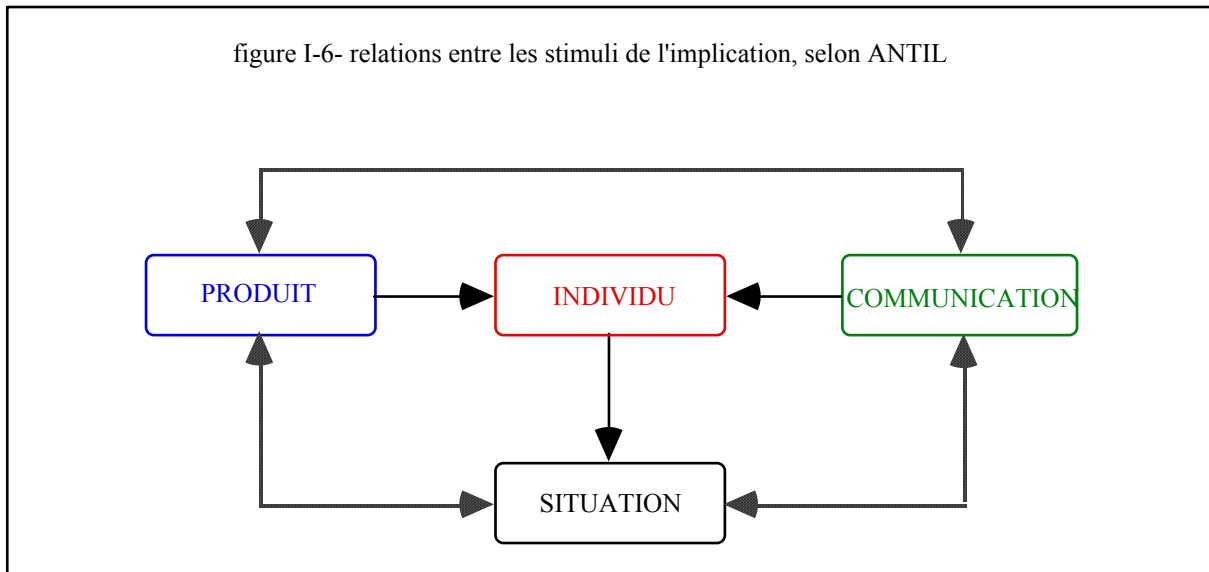 figure I-6- relations entre les stimuli de l'implication, selon ANTIL
PRODUIT
INDIVIDU
COMMUNICATION
SITUATION